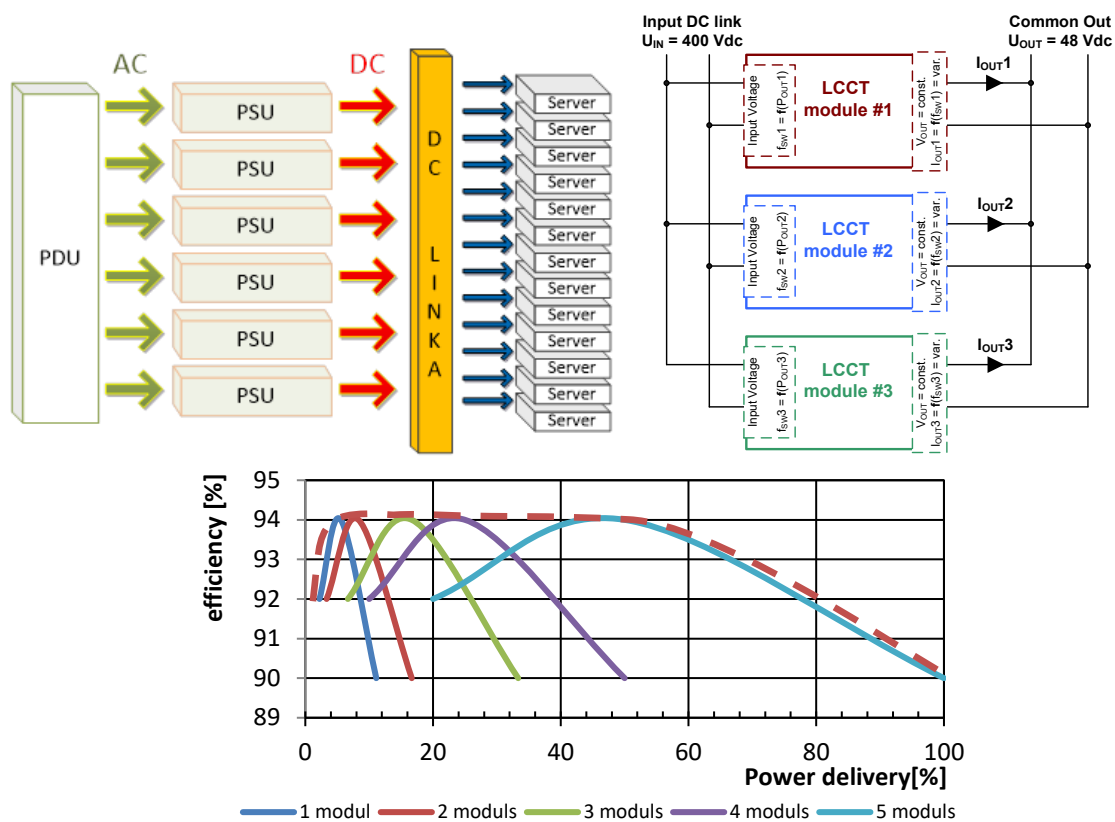 AC
DC
PDU
PSU
PSU
PSU
PSU
PSU
PSU
D
C
L
I
N
K
A
Server
Server
Server
Server
Server
Server
Server
Server
Server
Server
Server
Server
Server
Input DC link
U_IN = 400 Vdc
Common Out
U_OUT = 48 Vdc
Input Voltage
f_SW1 = f(P_OUT1)
LCCT
module #1
V_OUT = const.
I_OUT1 = f(f_SW1) = var.
I_OUT1
Input Voltage
f_SW2 = f(P_OUT2)
LCCT
module #2
V_OUT = const.
I_OUT2 = f(f_SW2) = var.
I_OUT2
Input Voltage
f_SW3 = f(P_OUT3)
LCCT
module #3
V_OUT = const.
I_OUT3 = f(f_SW3) = var.
I_OUT3
efficiency [%]
95
94
93
92
91
90
89
0
20
40
60
80
100
Power delivery[%]
1 modul
2 moduls
3 moduls
4 moduls
5 moduls